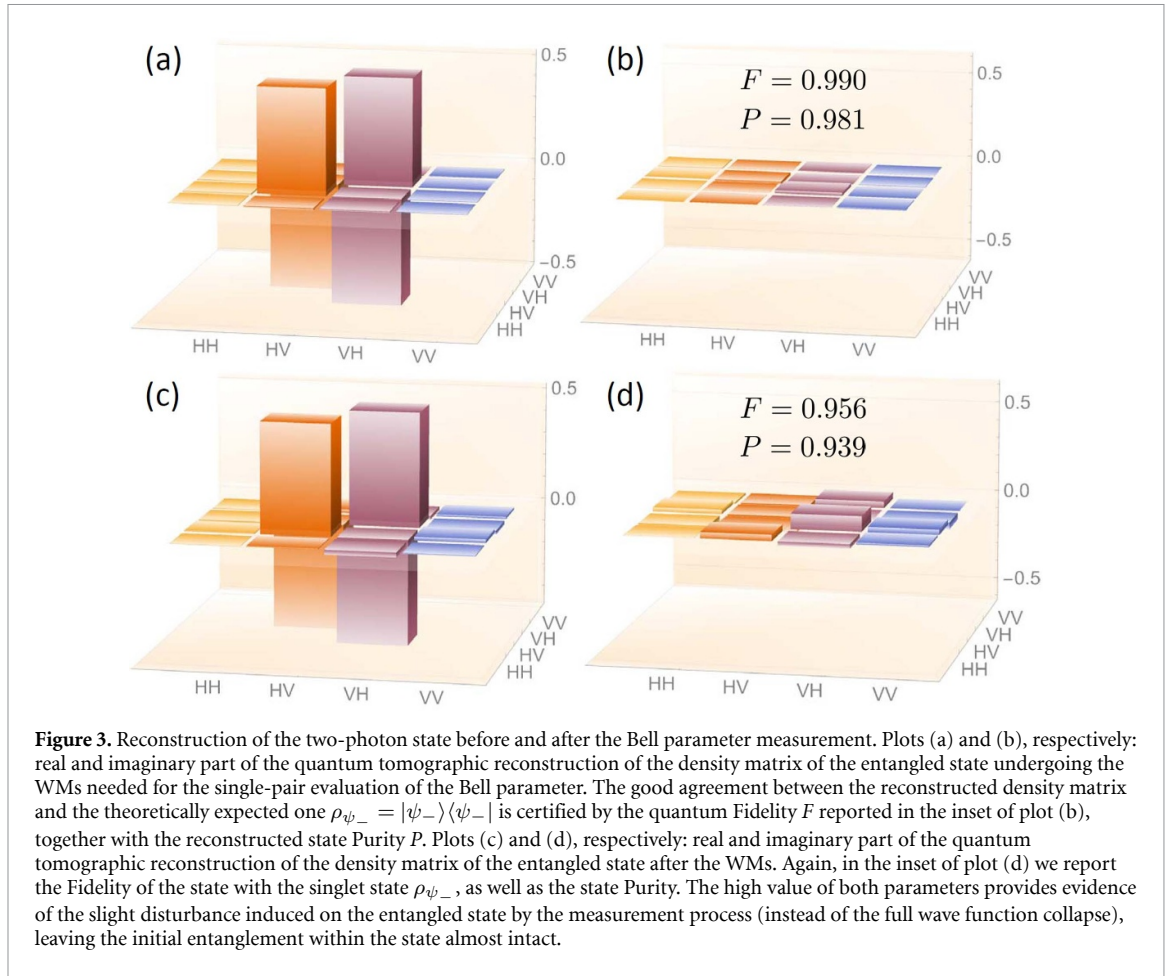 (a)
0.5
0.0
−0.5
VV
VH
HV
HH
HH HV VH VV
(b)
F = 0.990
P = 0.981
0.5
0.0
−0.5
VV
VH
HV
HH
HH HV VH VV
(c)
0.5
0.0
VV
VH
HV
HH
HH HV VH VV
(d)
F = 0.956
P = 0.939
0.5
0.0
−0.5
VV
VH
HV
HH
HH HV VH VV
Figure 3. Reconstruction of the two-photon state before and after the Bell parameter measurement. Plots (a) and (b), respectively:
real and imaginary part of the quantum tomographic reconstruction of the density matrix of the entangled state undergoing the
WMs needed for the single-pair evaluation of the Bell parameter. The good agreement between the reconstructed density matrix
and the theoretically expected one ρψ− = |ψ−⟩⟨ψ−| is certified by the quantum Fidelity F reported in the inset of plot (b),
together with the reconstructed state Purity P. Plots (c) and (d), respectively: real and imaginary part of the quantum
tomographic reconstruction of the density matrix of the entangled state after the WMs. Again, in the inset of plot (d) we report
the Fidelity of the state with the singlet state ρψ−, as well as the state Purity. The high value of both parameters provides evidence
of the slight disturbance induced on the entangled state by the measurement process (instead of the full wave function collapse),
leaving the initial entanglement within the state almost intact.